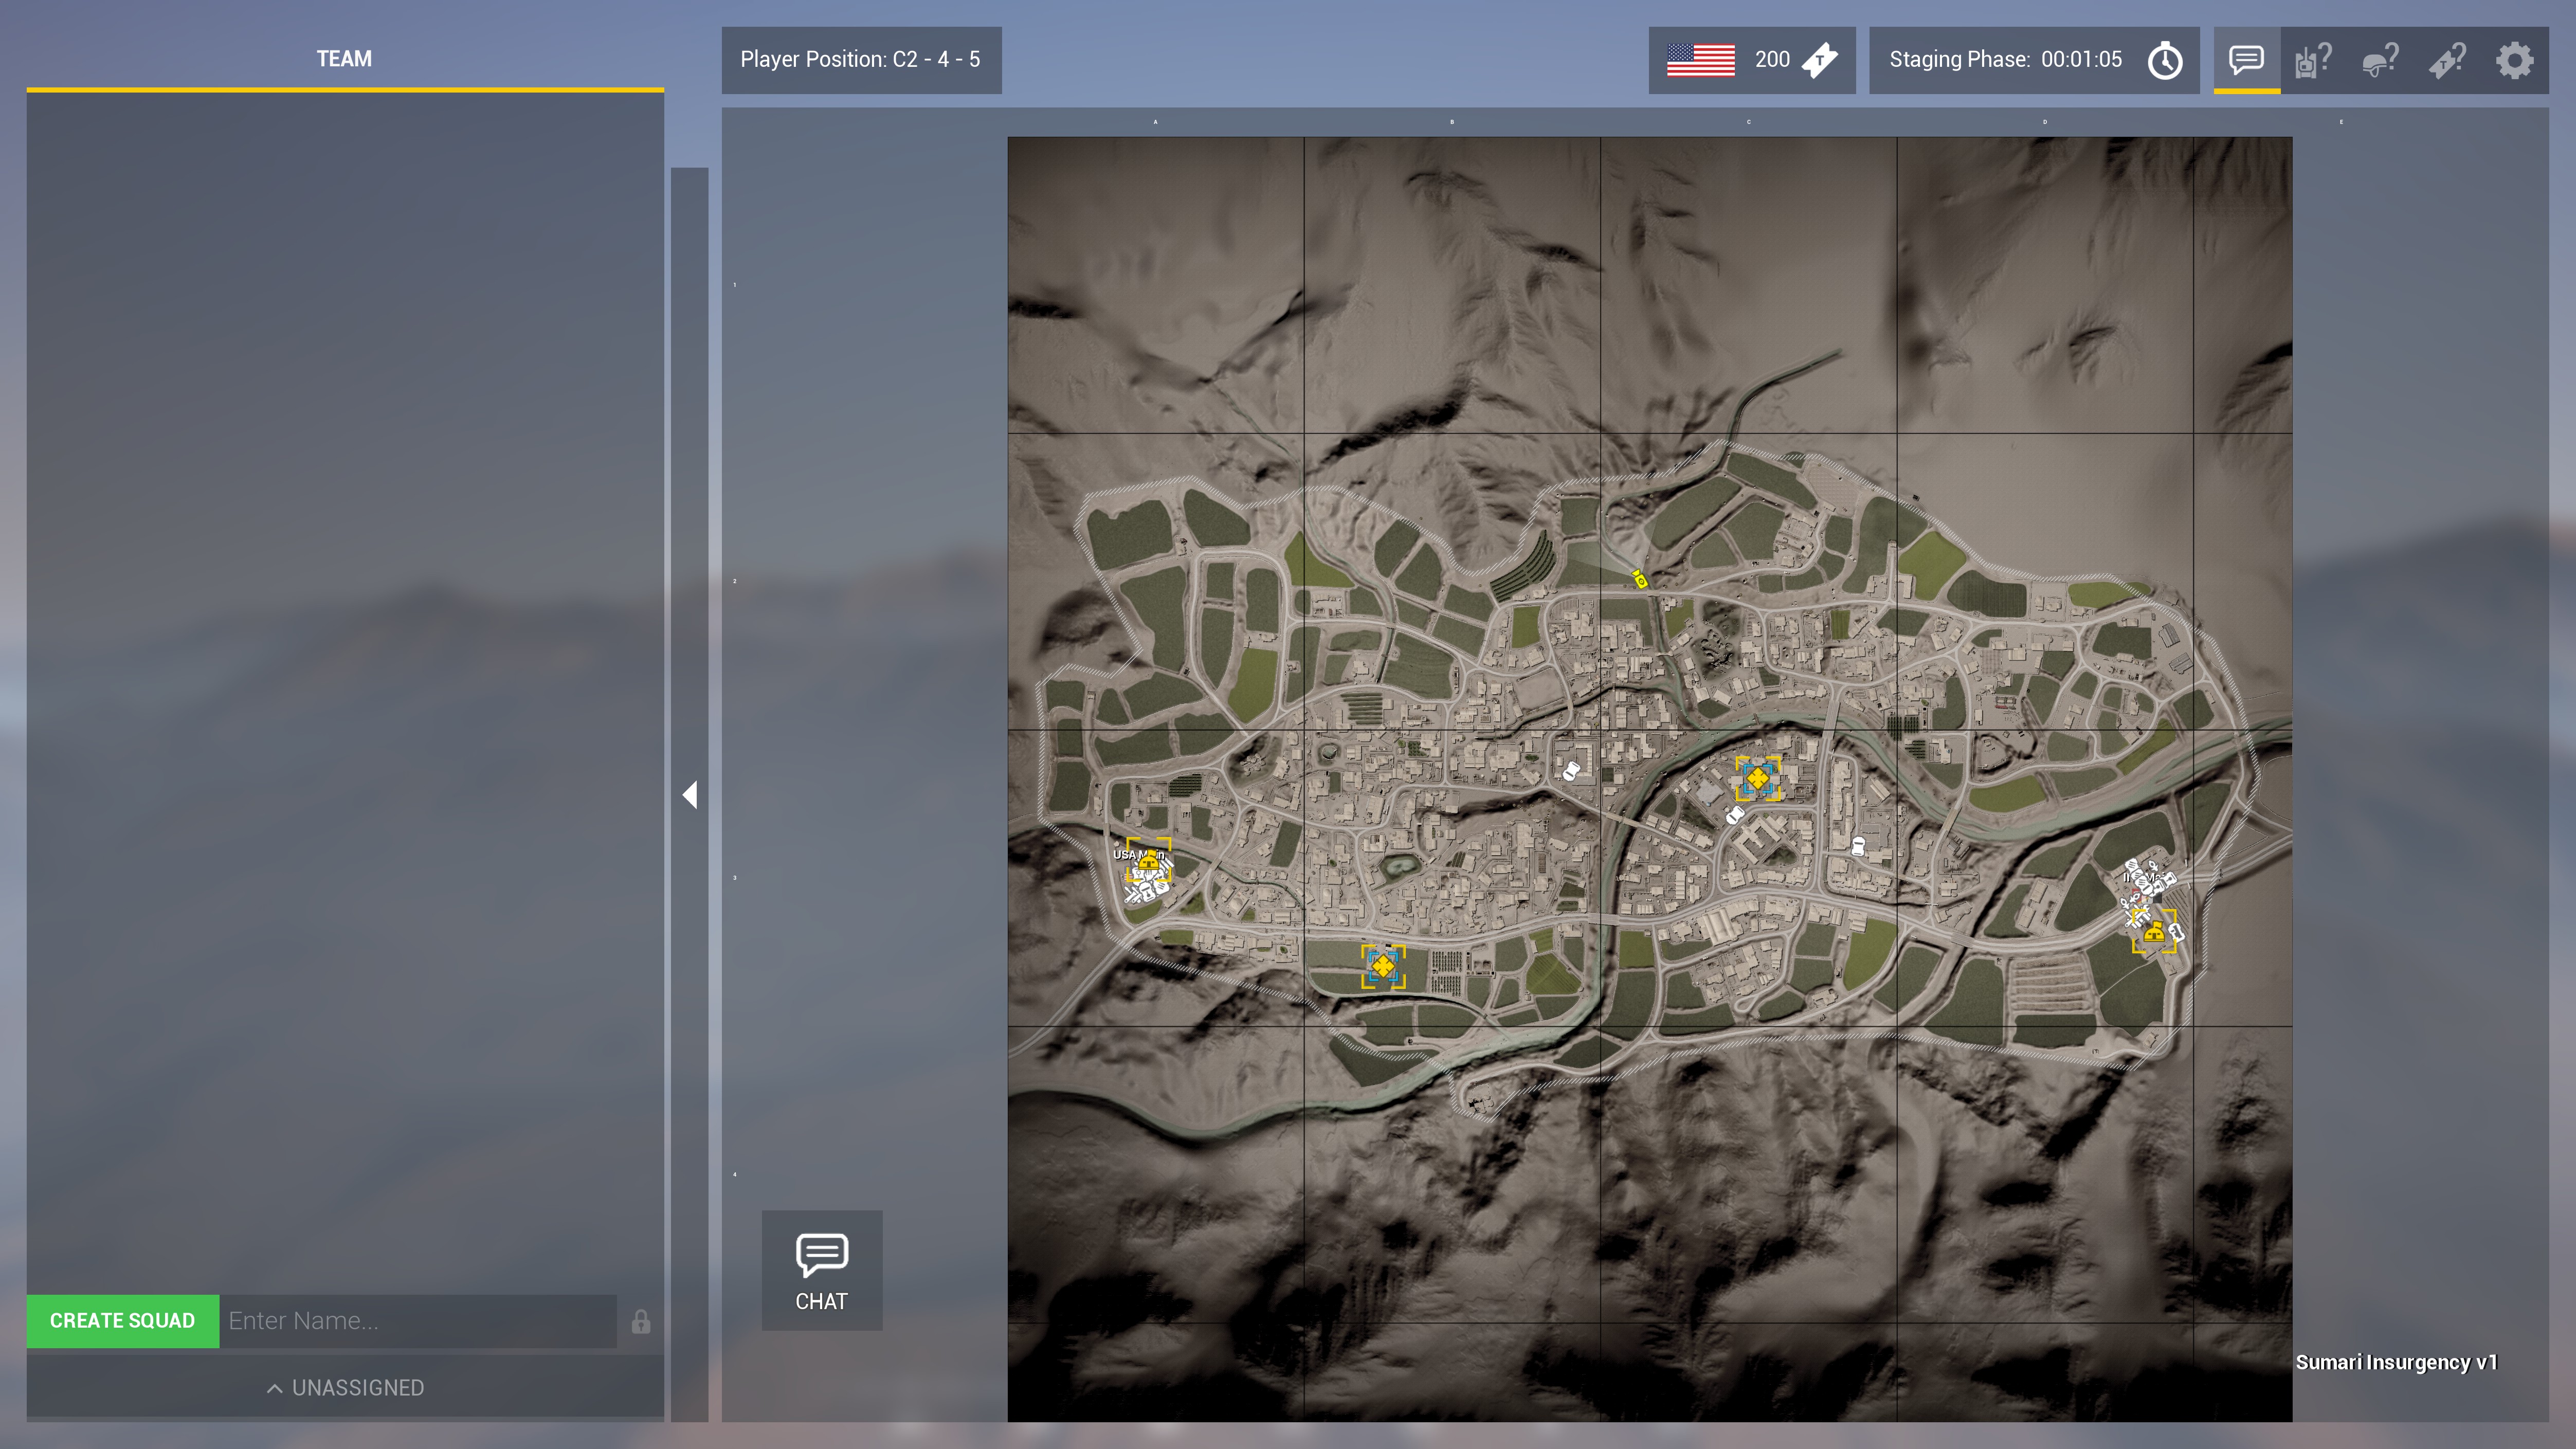 TEAM
Player Position: C2 - 4 - 5
200
T
Staging Phase: 00:01:05
A
B
C
D
E
1
2
3
4
USA Main
CHAT
CREATE SQUAD
Enter Name...
UNASSIGNED
Sumari Insurgency v1